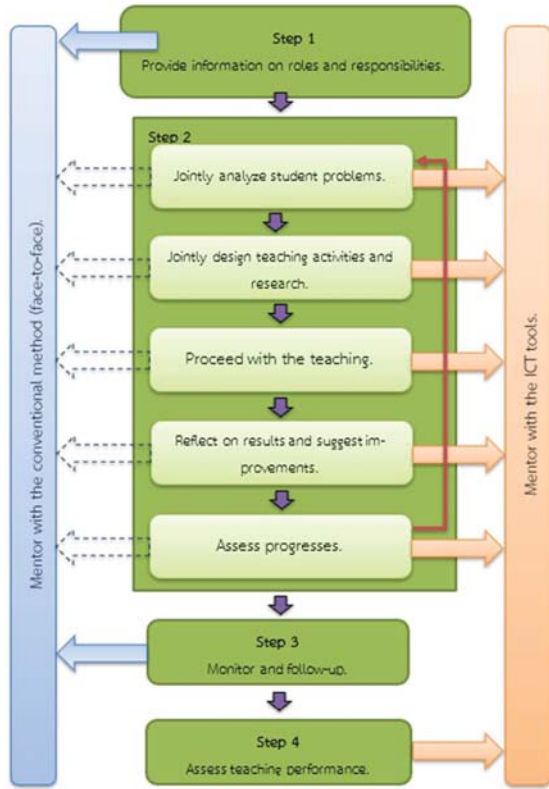 Step 1
Provide information on roles and responsibilities.
Step 2
Jointly analyze student problems.
Jointly design teaching activities and
research.
Proceed with the teaching.
Reflect on results and suggest im-
provements.
Assess progresses.
Step 3
Monitor and follow-up.
Step 4
Assess teaching performance.
Mentor with the conventional method (face-to-face).
Mentor with the ICT tools.